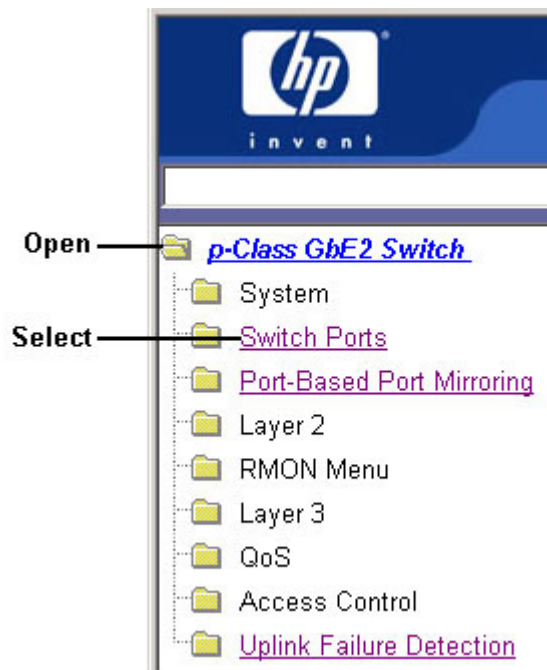 hp
invent
Open
p-Class GbE2 Switch
System
Select
Switch Ports
Port-Based Port Mirroring
Layer 2
RMON Menu
Layer 3
QoS
Access Control
Uplink Failure Detection